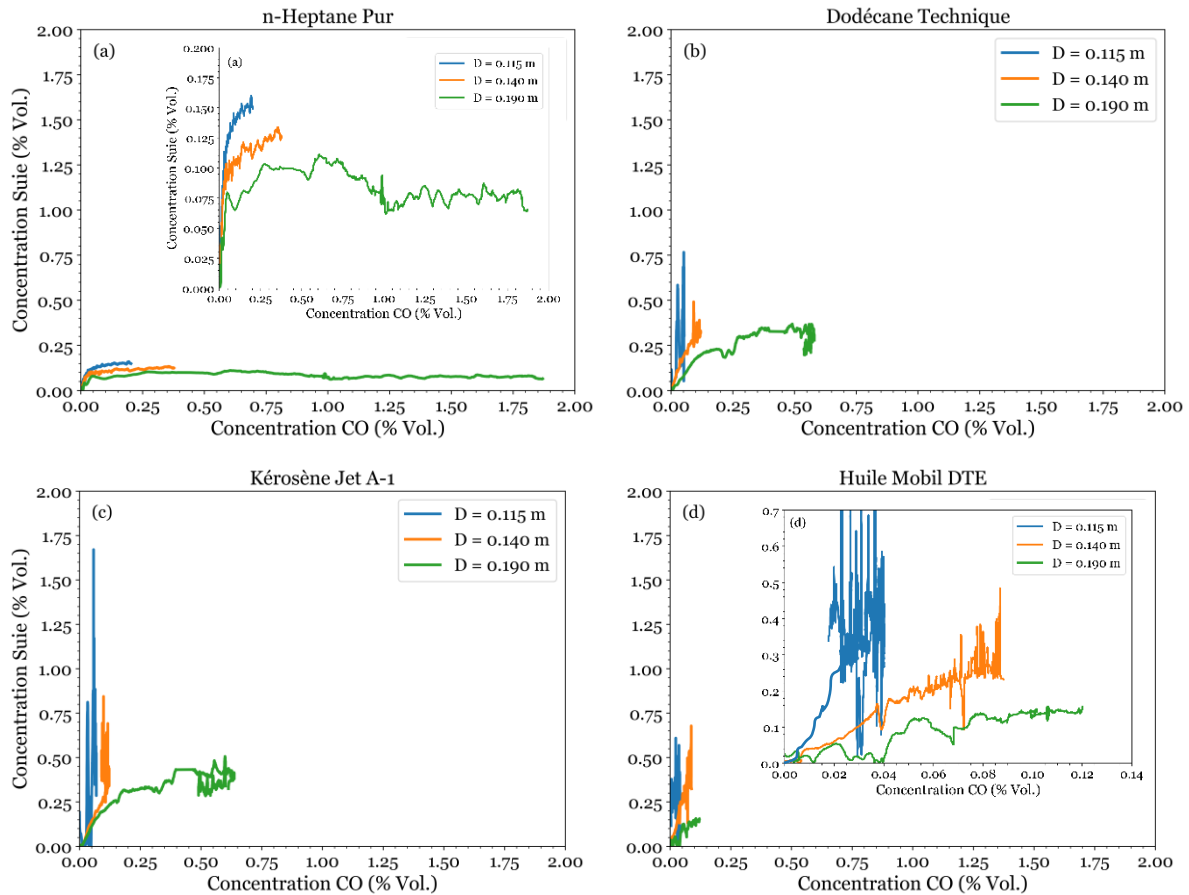 n-Heptane Pur
(a)
2.00
1.75
1.50
1.25
1.00
0.75
0.50
0.25
0.00
Concentration Suie (% Vol.)
0.00 0.25 0.50 0.75 1.00 1.25 1.50 1.75 2.00
Concentration CO (% Vol.)
(a)
D = 0.115 m
D = 0.140 m
D = 0.190 m
0.200
0.175
0.150
0.125
0.100
0.075
0.050
0.025
0.000
Concentration Suie (% Vol.)
0.00 0.25 0.50 0.75 1.00 1.25 1.50 1.75 2.00
Concentration CO (% Vol.)
Dodécane Technique
(b)
D = 0.115 m
D = 0.140 m
D = 0.190 m
2.00
1.75
1.50
1.25
1.00
0.75
0.50
0.25
0.00
0.00 0.25 0.50 0.75 1.00 1.25 1.50 1.75 2.00
Concentration CO (% Vol.)
Kérosène Jet A-1
(c)
D = 0.115 m
D = 0.140 m
D = 0.190 m
2.00
1.75
1.50
1.25
1.00
0.75
0.50
0.25
0.00
Concentration Suie (% Vol.)
0.00 0.25 0.50 0.75 1.00 1.25 1.50 1.75 2.00
Concentration CO (% Vol.)
Huile Mobil DTE
(d)
2.00
1.75
1.50
1.25
1.00
0.75
0.50
0.25
0.00
0.00 0.25 0.50 0.75 1.00 1.25 1.50 1.75 2.00
Concentration CO (% Vol.)
(d)
D = 0.115 m
D = 0.140 m
D = 0.190 m
0.7
0.6
0.5
0.4
0.3
0.2
0.1
0.0
0.00 0.02 0.04 0.06 0.08 0.10 0.12 0.14
Concentration CO (% Vol.)